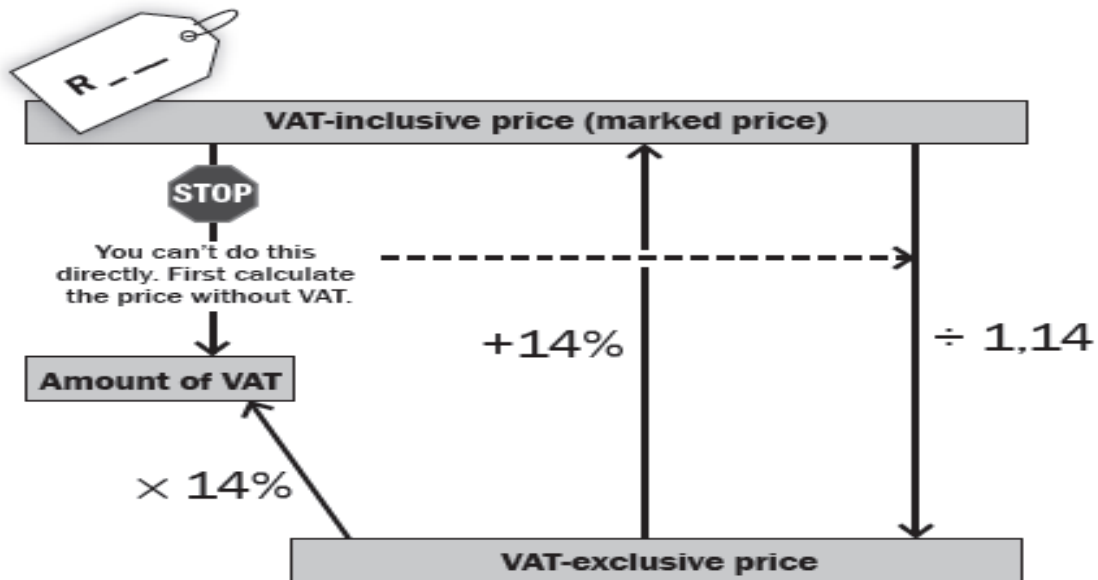 R _ _
VAT-inclusive price (marked price)
STOP
You can't do this
directly. First calculate
the price without VAT.
+14%
÷ 1,14
Amount of VAT
× 14%
VAT-exclusive price